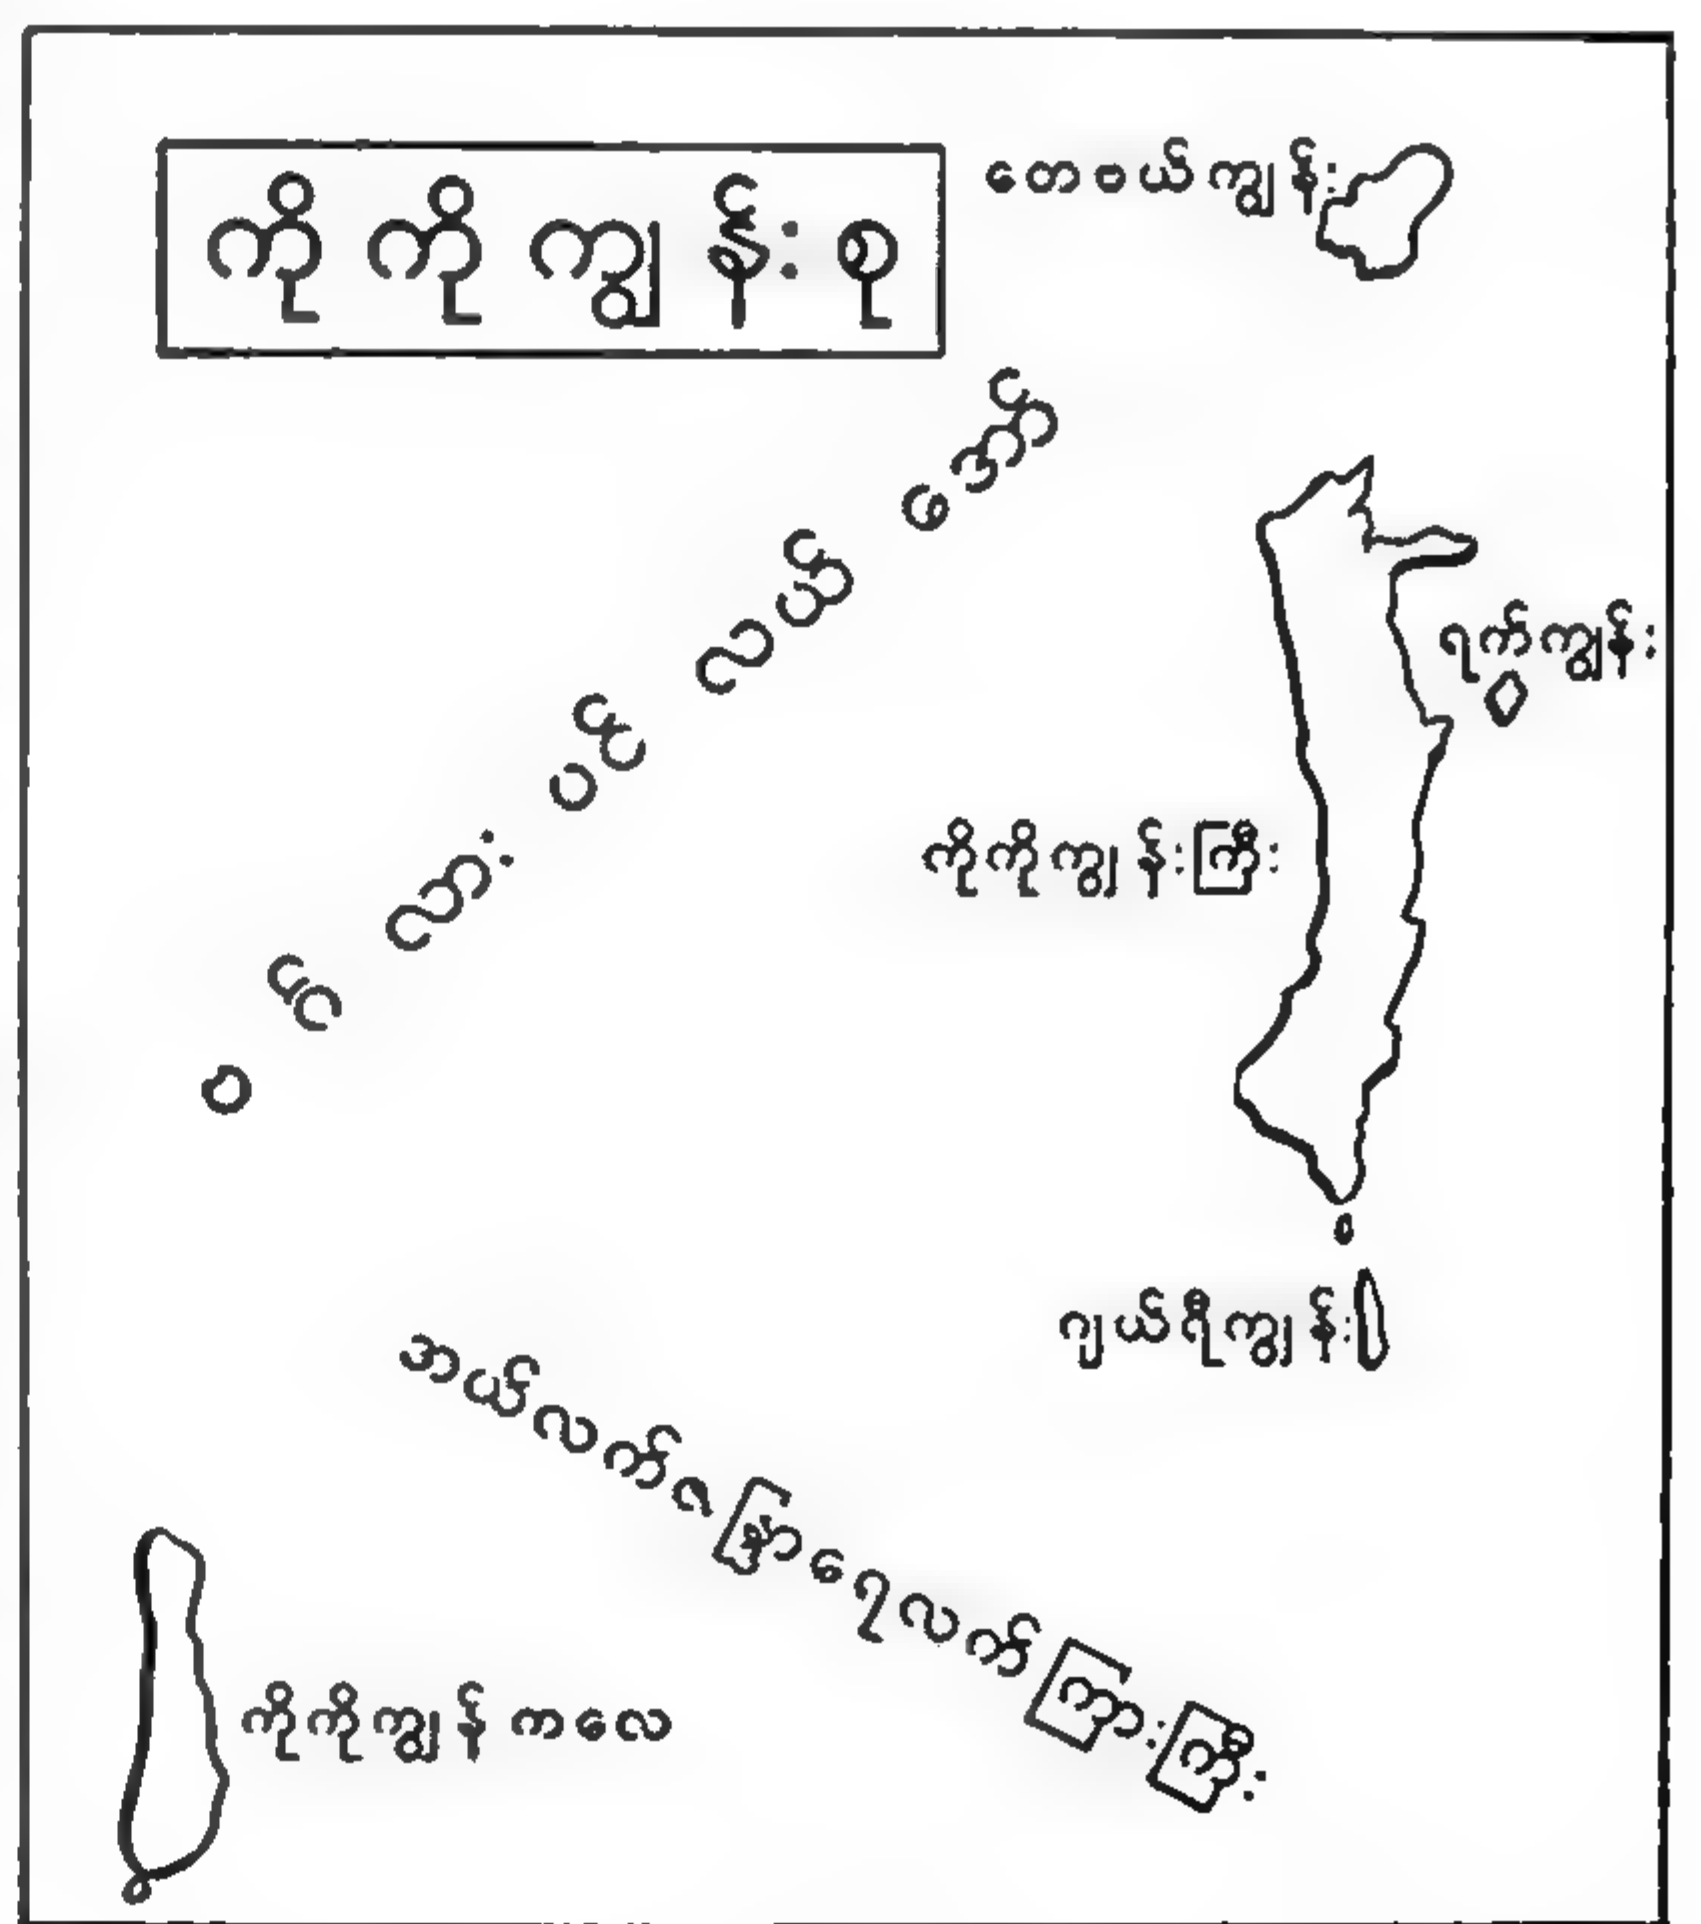 ကိုကိုကျွန်းစု
တေဗယ်ကျွန်း
ပင်လယ်အော်
ဝင်္လား
ရက်ကျွန်း
ကိုကိုကျွန်းကြီး
ဂျယ်ရီကျွန်း
ဘယ်လက်ဇန္ဒြာရေလက်ကြားကြီး
ကိုကိုကျွန် ကလေး